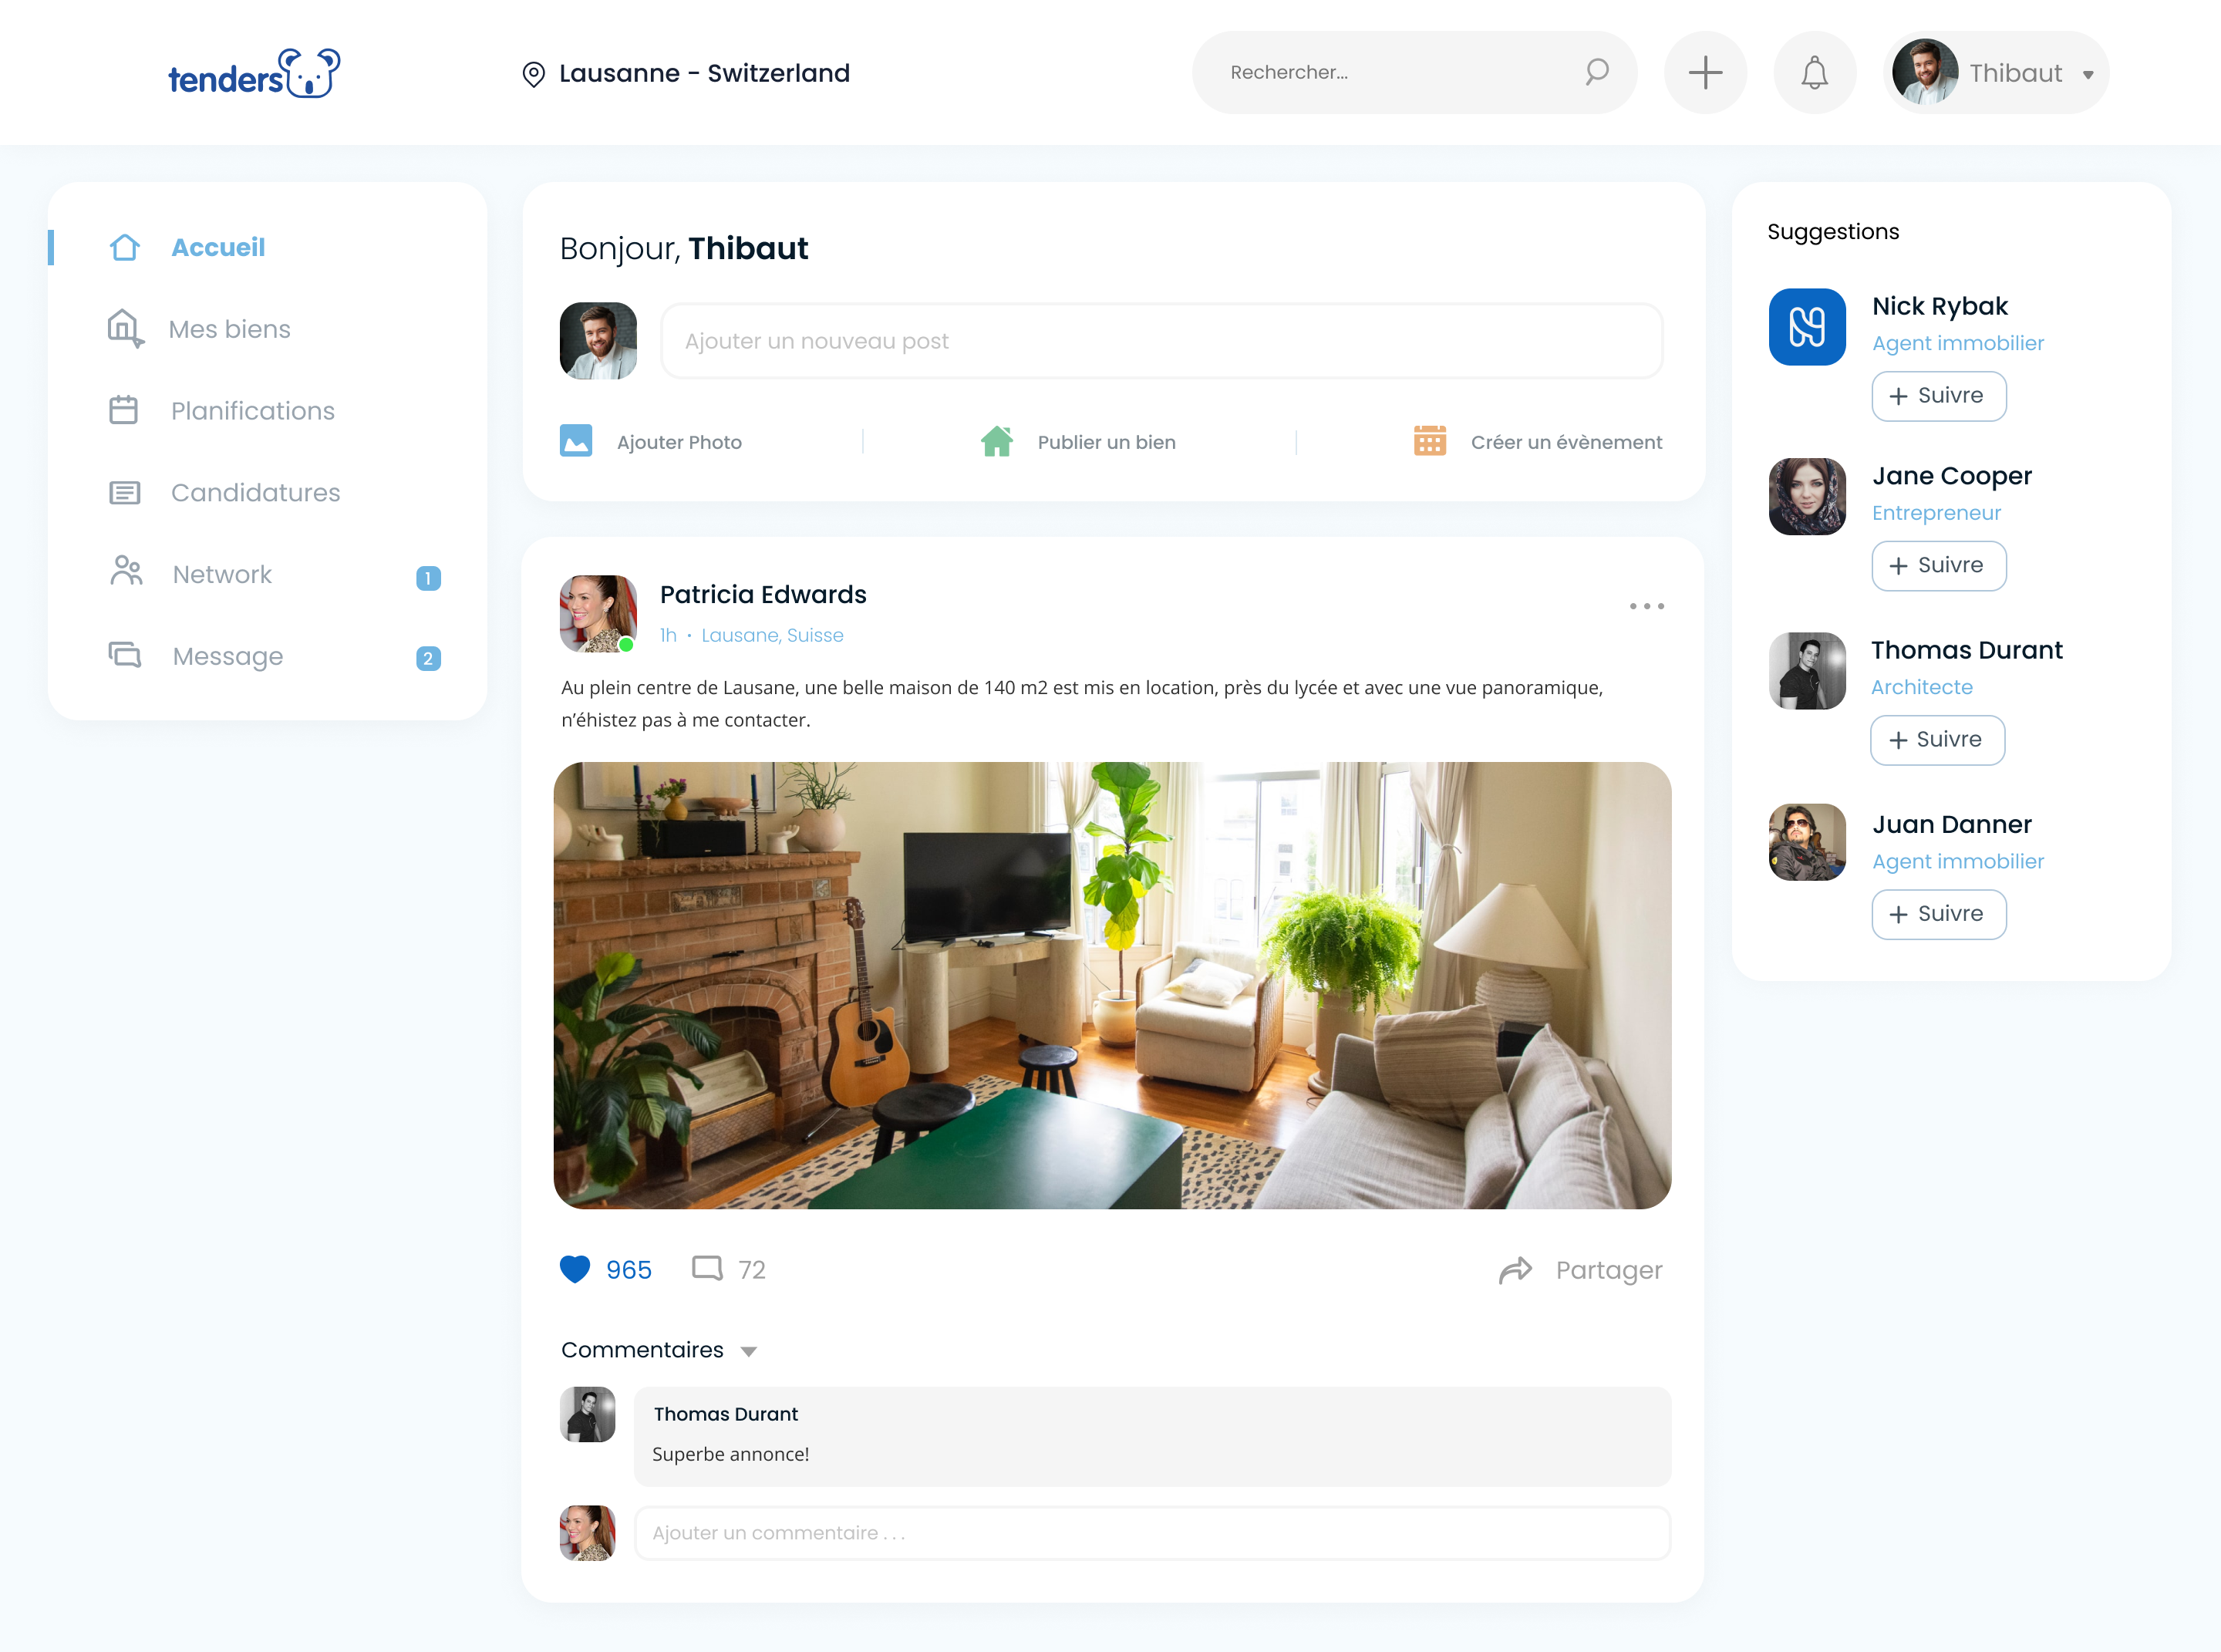 tenders
Lausanne - Switzerland
Rechercher...
Thibaut
Accueil
Mes biens
Planifications
Candidatures
Network
1
Message
2
Bonjour, Thibaut
Ajouter un nouveau post
Ajouter Photo
Publier un bien
Créer un évènement
Patricia Edwards
1h • Lausane, Suisse
Au plein centre de Lausane, une belle maison de 140 m2 est mis en location, près du lycée et avec une vue panoramique,
n’éhistez pas à me contacter.
965
72
Partager
Commentaires
Thomas Durant
Superbe annonce!
Ajouter un commentaire . . .
Suggestions
Nick Rybak
Agent immobilier
+ Suivre
Jane Cooper
Entrepreneur
+ Suivre
Thomas Durant
Architecte
+ Suivre
Juan Danner
Agent immobilier
+ Suivre